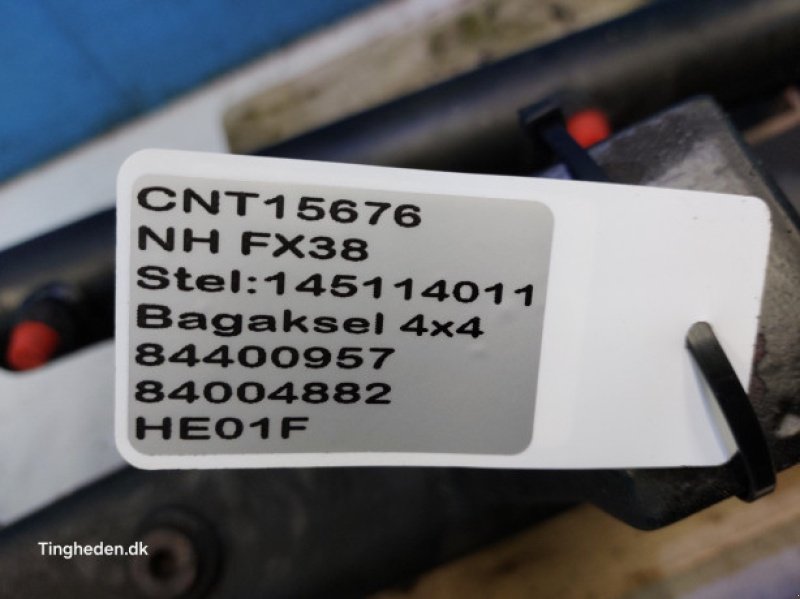 CNT15676
NH FX38
Stel:145114011
Bagaksel 4x4
84400957
84004882
HE01F
Tingheden.dk